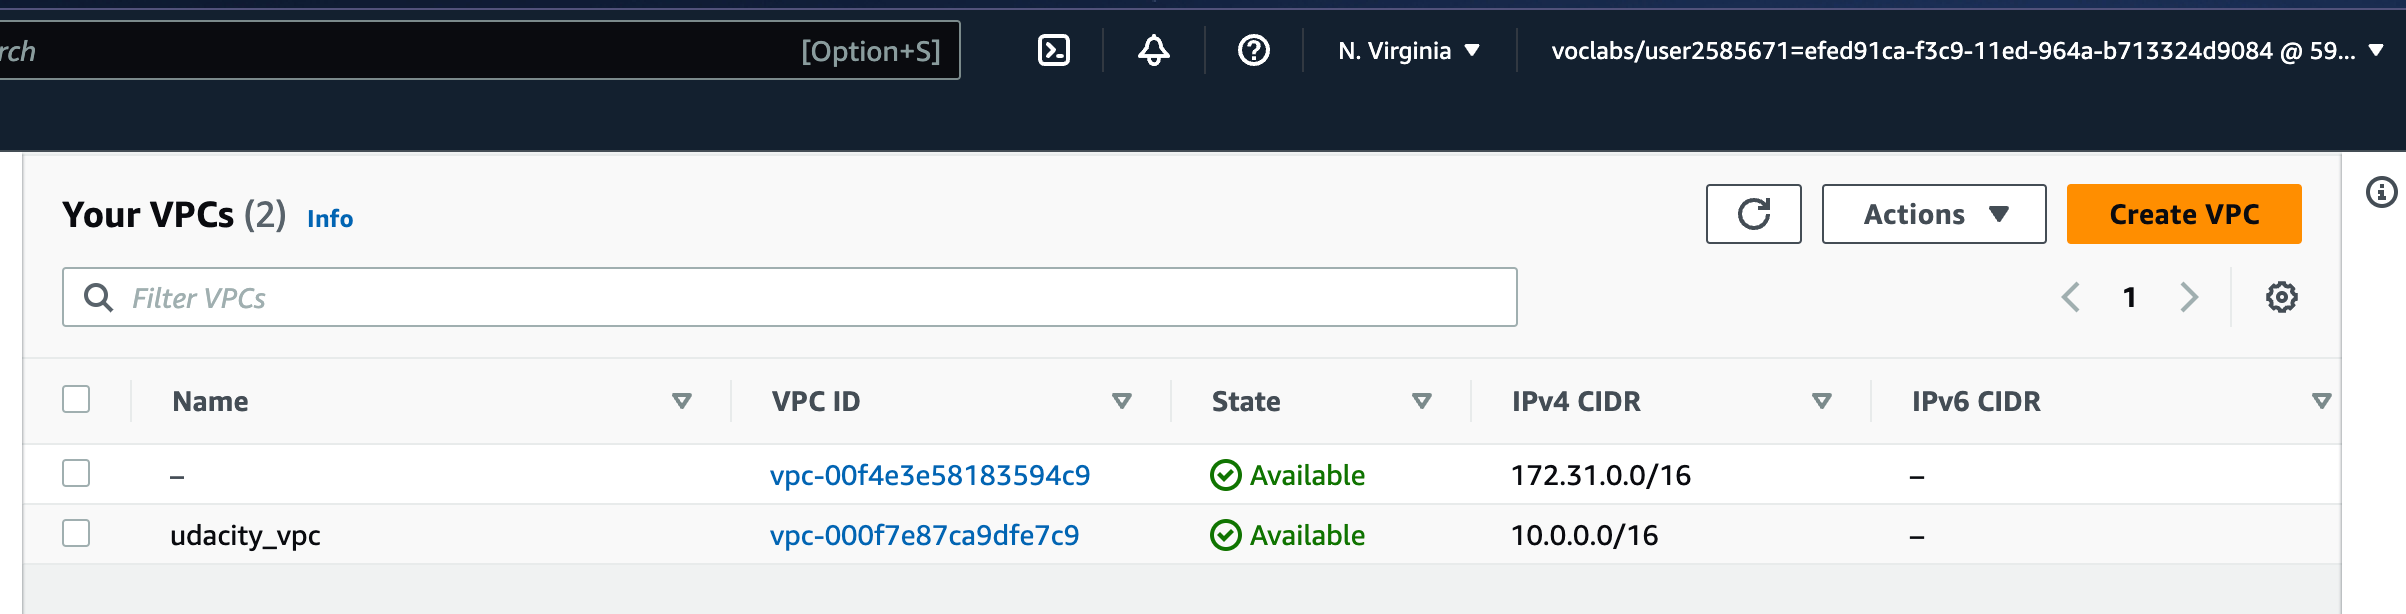 rch [Option+S] N. Virginia voclabs/user2585671=efed91ca-f3c9-11ed-964a-b713324d9084 @ 59...
Your VPCs (2) Info Actions Create VPC
Filter VPCs 1
Name VPC ID State IPv4 CIDR IPv6 CIDR
– vpc-00f4e3e58183594c9 Available 172.31.0.0/16 –
udacity_vpc vpc-000f7e87ca9dfe7c9 Available 10.0.0.0/16 –